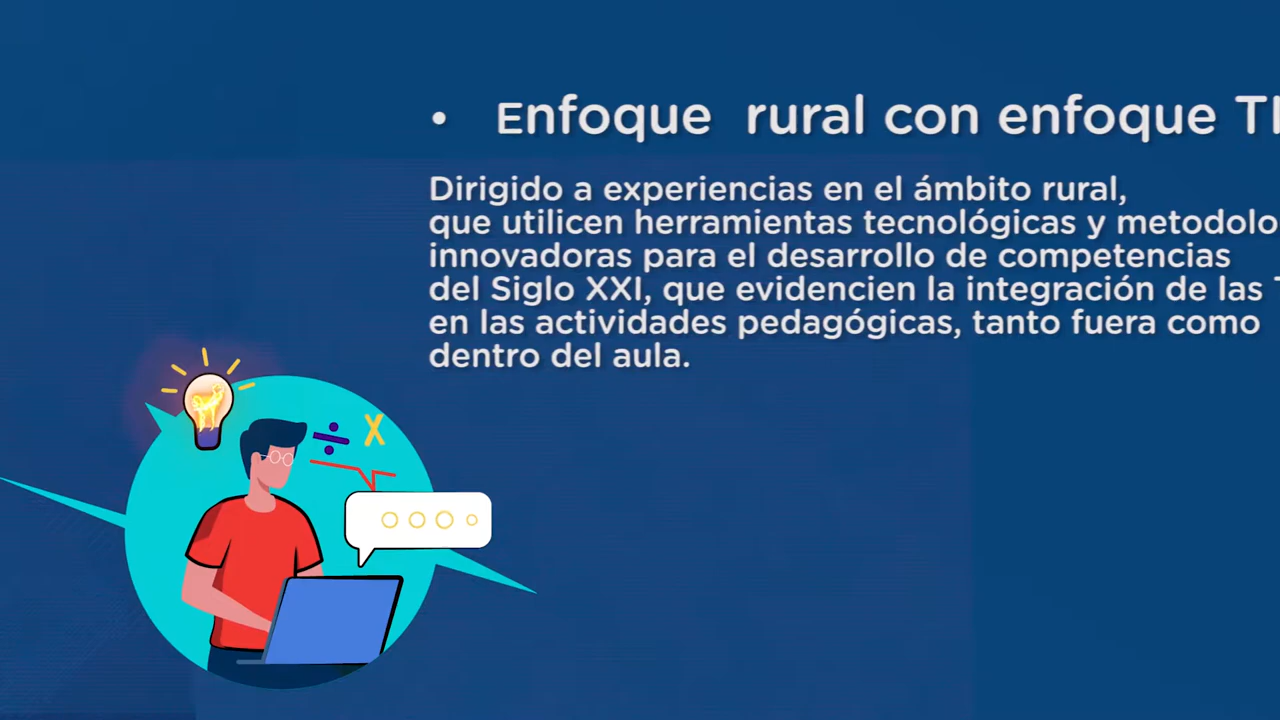 • Enfoque rural con enfoque
Dirigido a experiencias en el ámbito rural,
que utilicen herramientas tecnológicas y metodolo
innovadoras para el desarrollo de competencias
del Siglo XXI, que evidencien la integración de las
en las actividades pedagógicas, tanto fuera como
dentro del aula.
÷ X